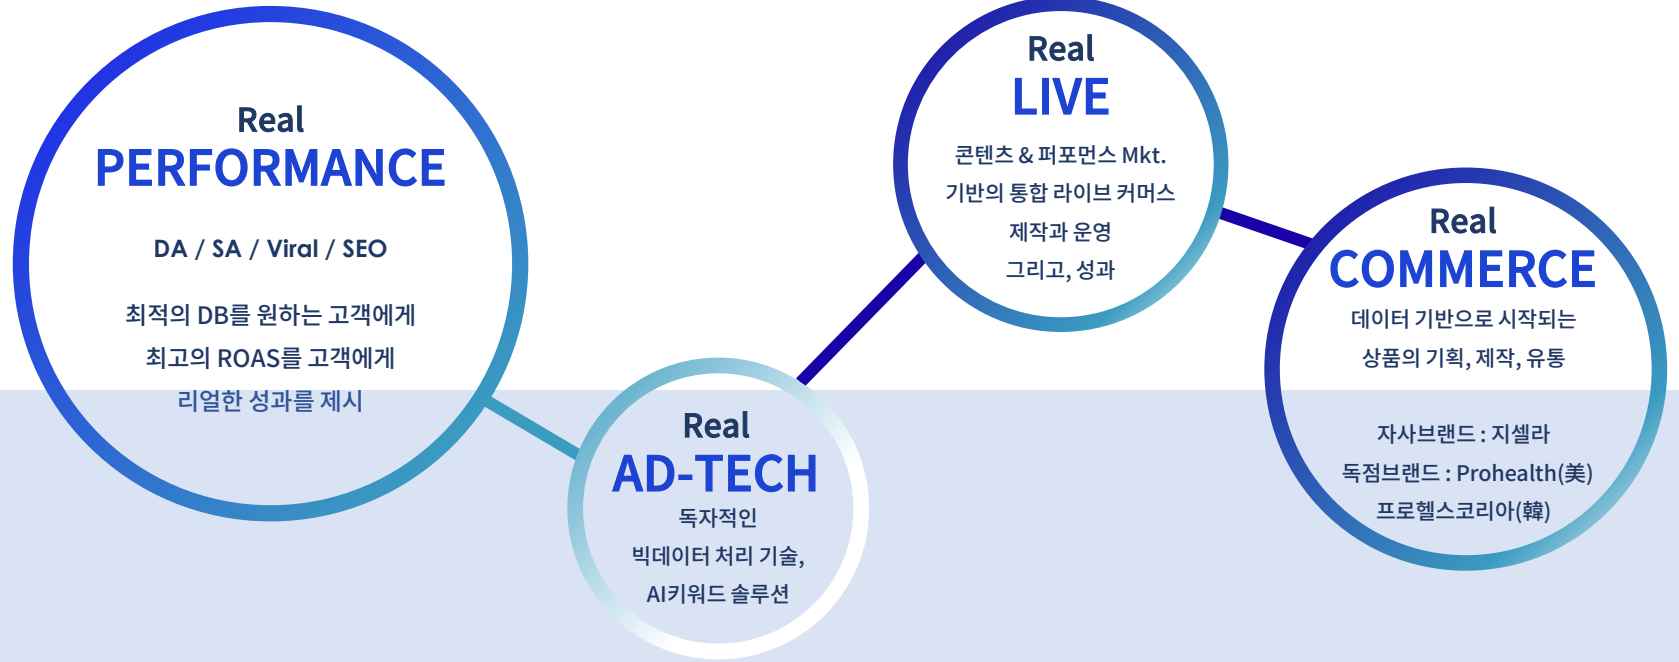 Real
PERFORMANCE
DA / SA / Viral / SEO
최적의 DB를 원하는 고객에게
최고의 ROAS를 고객에게
리얼한 성과를 제시
Real
AD-TECH
독자적인
빅데이터 처리 기술,
AI키워드 솔루션
Real
LIVE
콘텐츠 & 퍼포먼스 Mkt.
기반의 통합 라이브 커머스
제작과 운영
그리고, 성과
Real
COMMERCE
데이터 기반으로 시작되는
상품의 기획, 제작, 유통
자사브랜드 : 지셀라
독점브랜드 : Prohealth(美)
프로헬스코리아(韓)